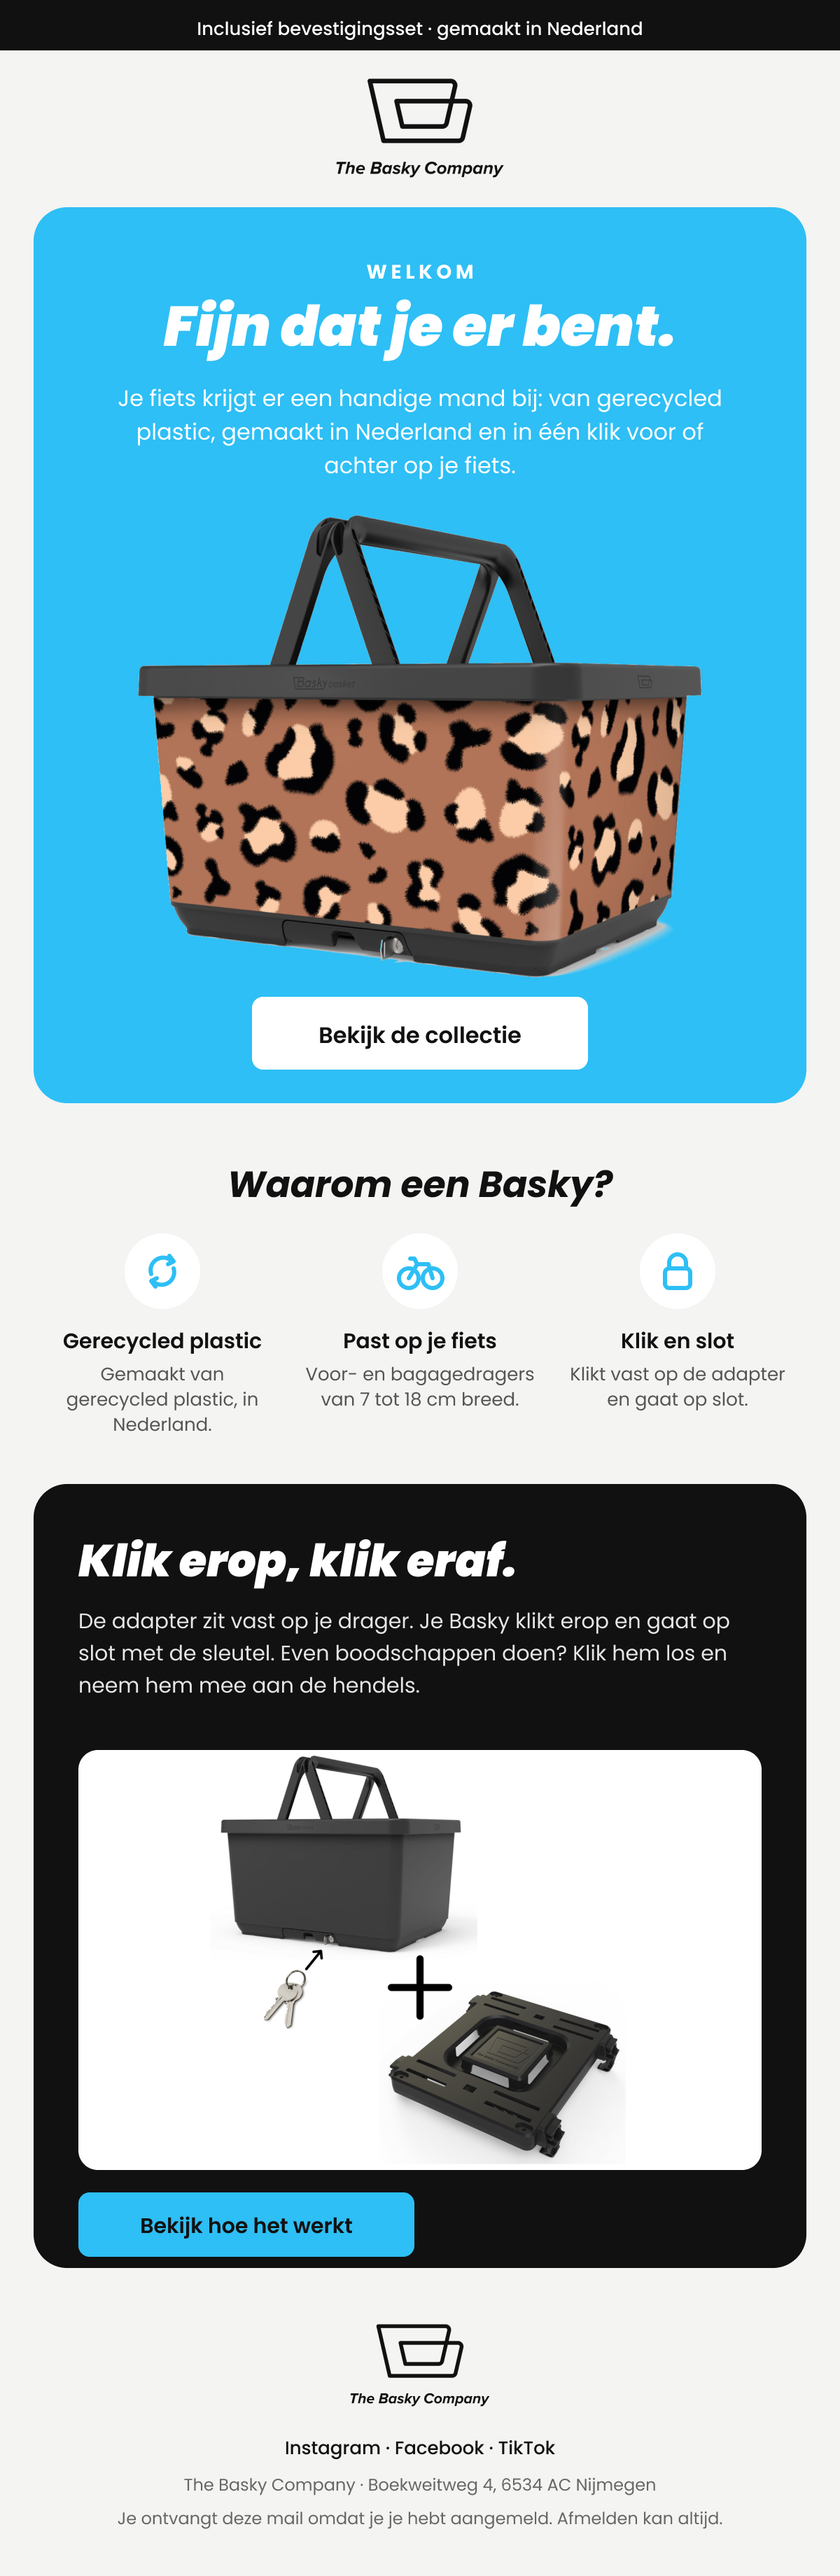 Inclusief bevestigingsset · gemaakt in Nederland
The Basky Company
WELKOM
Fijn dat je er bent.
Je fiets krijgt er een handige mand bij: van gerecycled
plastic, gemaakt in Nederland en in één klik voor of
achter op je fiets.
Basky basket
Bekijk de collectie
Waarom een Basky?
Gerecycled plastic
Gemaakt van
gerecycled plastic, in
Nederland.
Past op je fiets
Voor- en bagagedragers
van 7 tot 18 cm breed.
Klik en slot
Klikt vast op de adapter
en gaat op slot.
Klik erop, klik eraf.
De adapter zit vast op je drager. Je Basky klikt erop en gaat op
slot met de sleutel. Even boodschappen doen? Klik hem los en
neem hem mee aan de hendels.
Bekijk hoe het werkt
The Basky Company
Instagram · Facebook · TikTok
The Basky Company · Boekweitweg 4, 6534 AC Nijmegen
Je ontvangt deze mail omdat je je hebt aangemeld. Afmelden kan altijd.